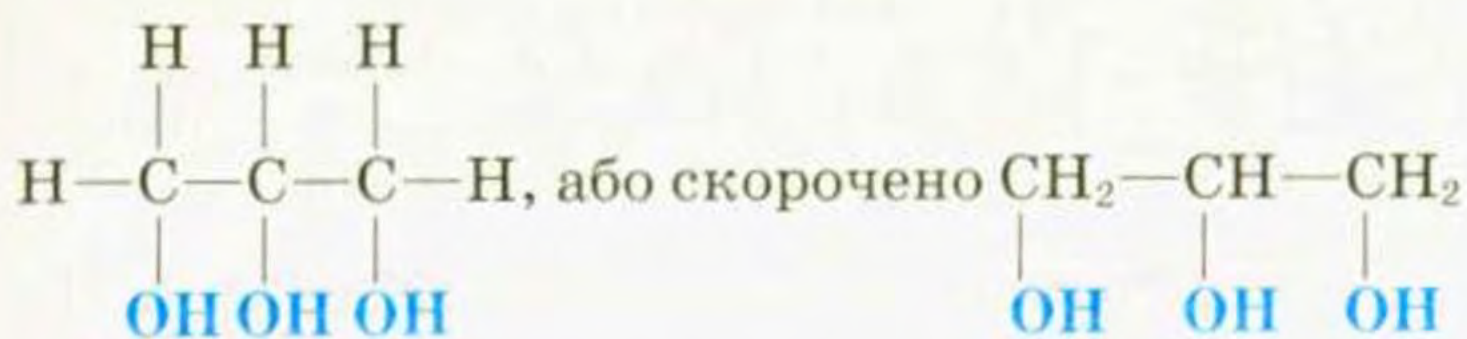 H H H
H—C—C—C—H, або скорочено CH₂—CH—CH₂
OH OH OH OH OH OH